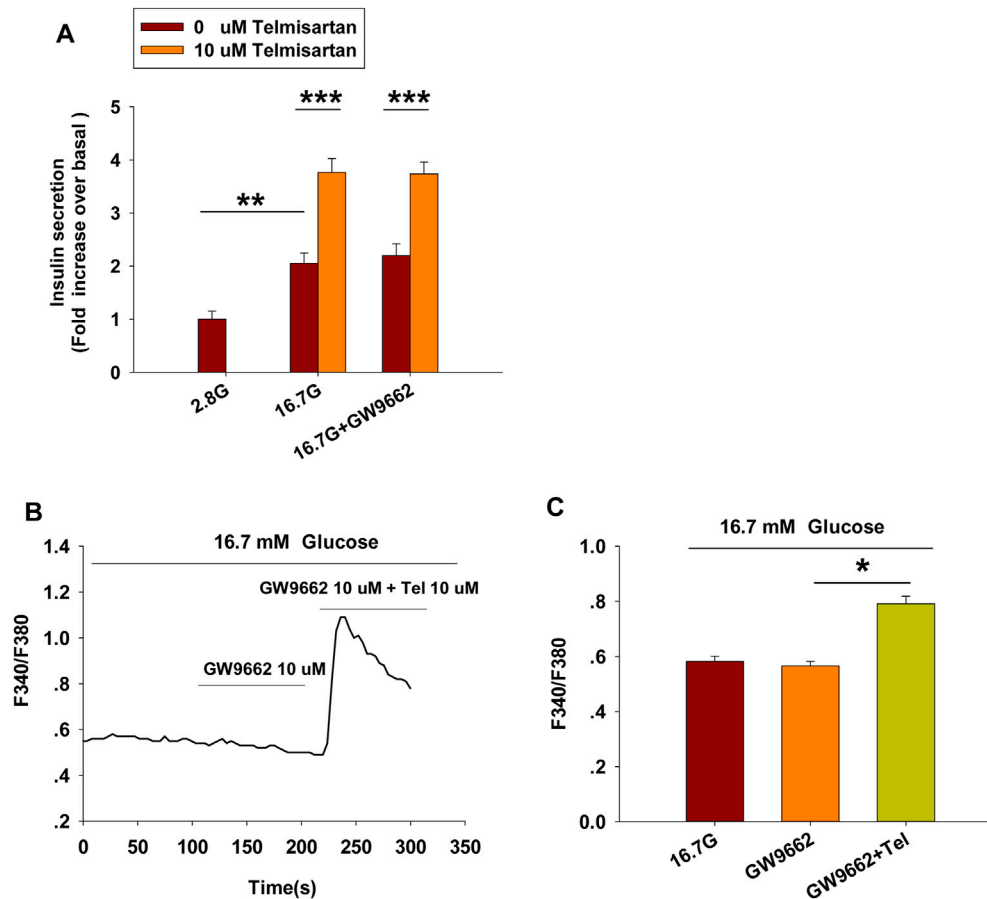 A
0 uM Telmisartan
10 uM Telmisartan
Insulin secretion
(Fold increase over basal )
5
4
3
2
1
0
**
***
***
2.8G
16.7G
16.7G+GW9662
B
16.7 mM Glucose
GW9662 10 uM + Tel 10 uM
GW9662 10 uM
F340/F380
1.4
1.2
1.0
.8
.6
.4
.2
0 50 100 150 200 250 300 350
Time(s)
C
16.7 mM Glucose
*
F340/F380
1.0
.8
.6
.4
.2
0.0
16.7G
GW9662
GW9662+Tel